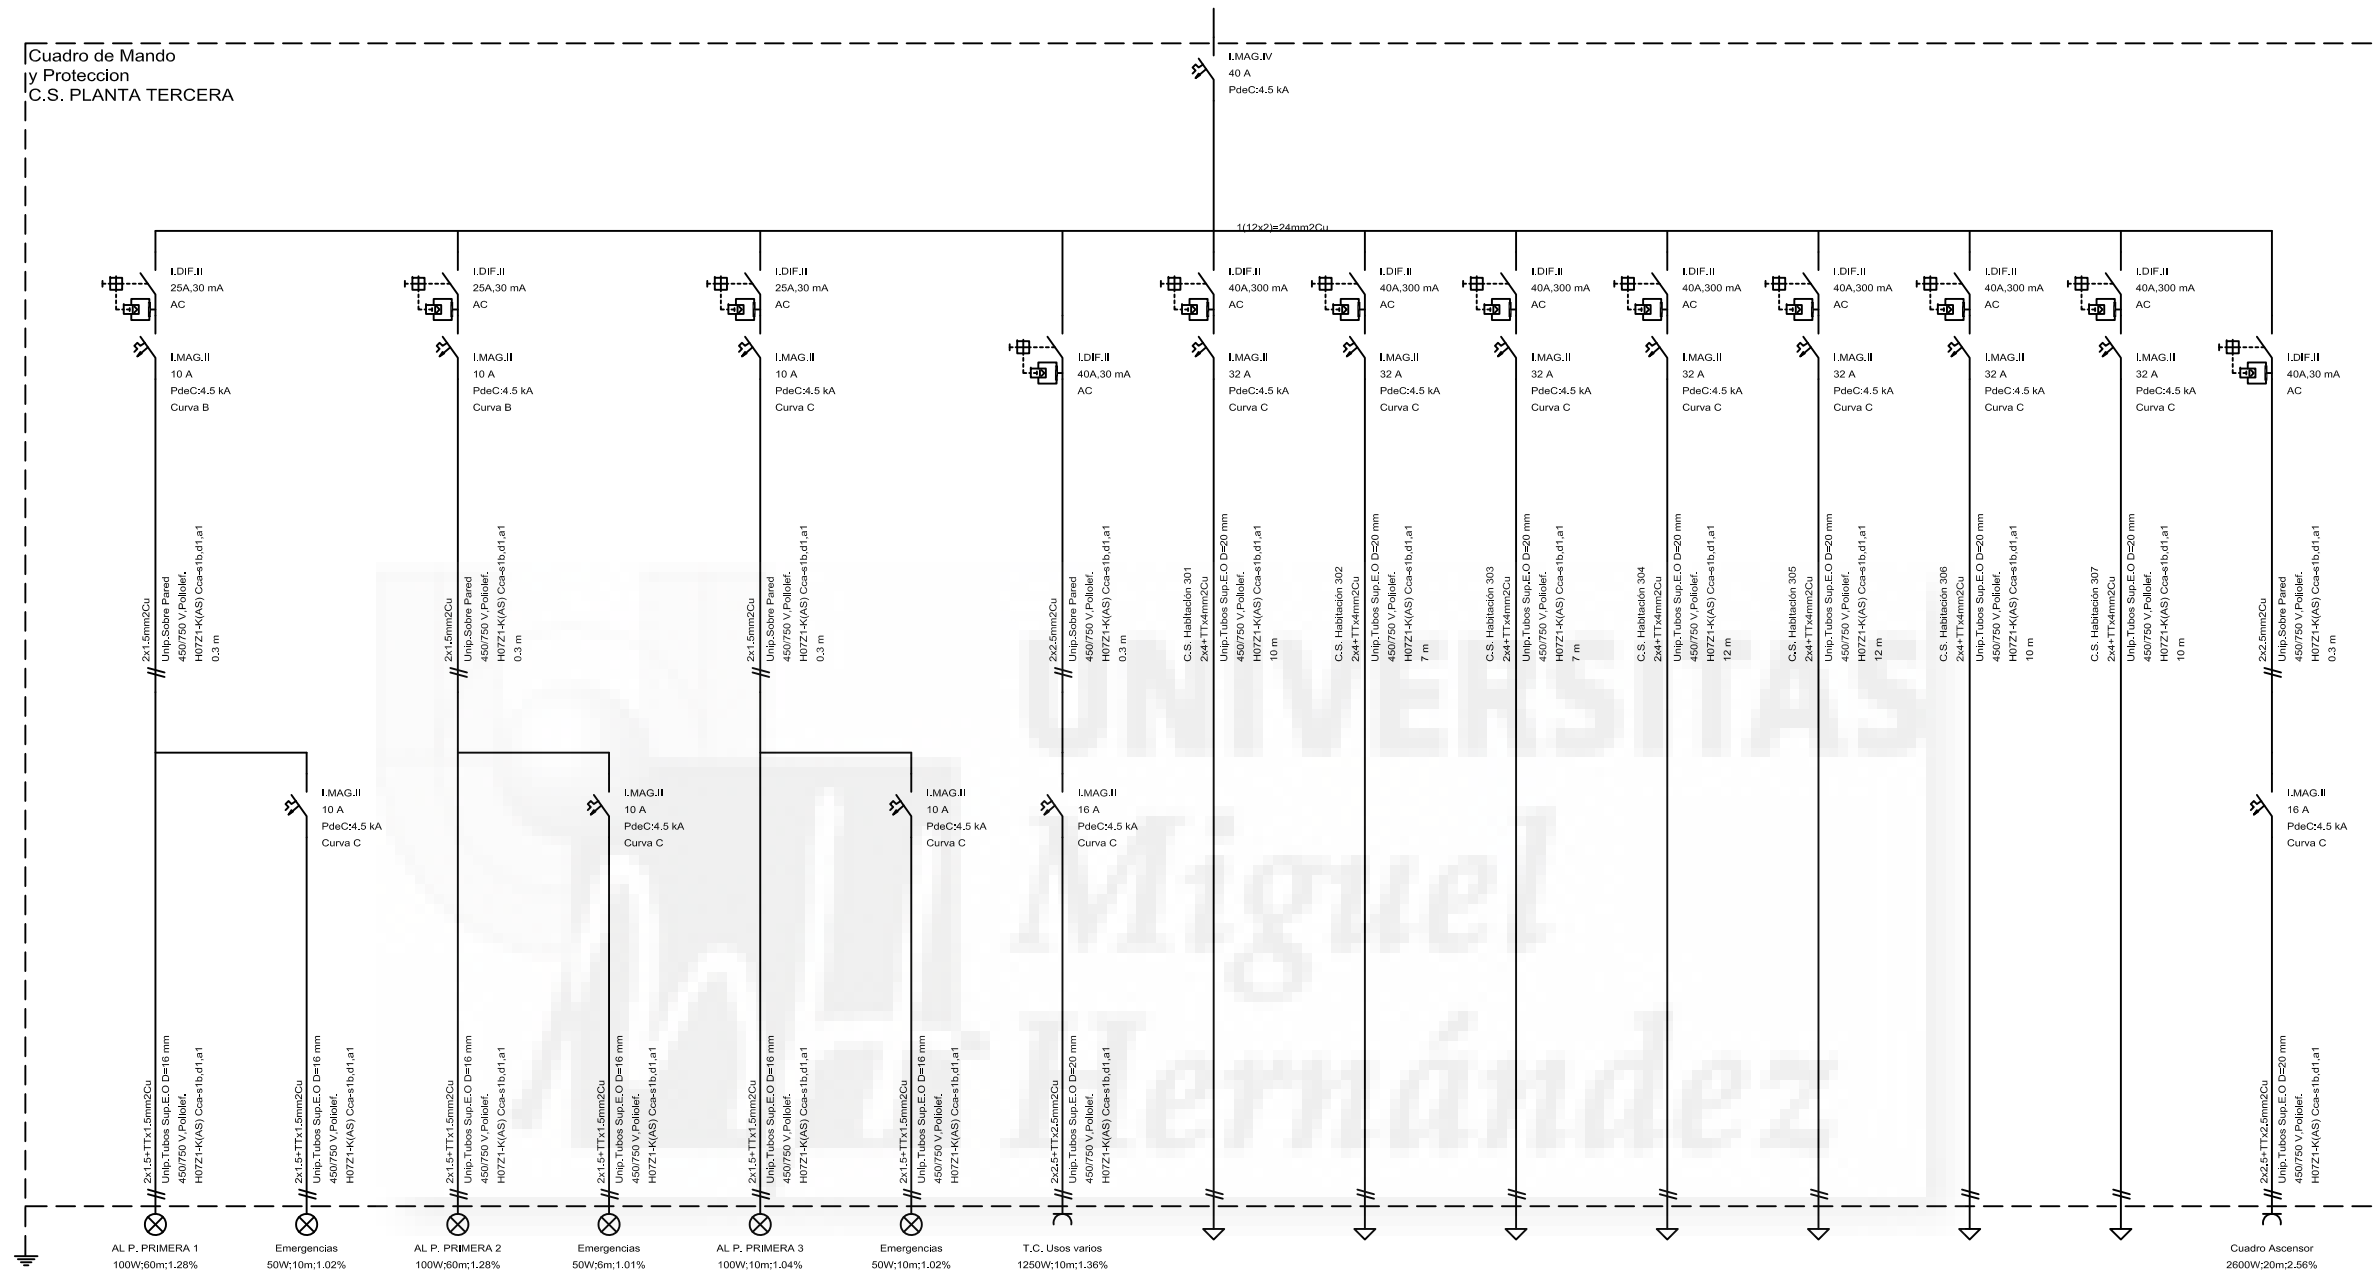 Cuadro de Mando
y Proteccion
C.S. PLANTA TERCERA
I.MAG.IV
40 A
PdeC:4.5 kA
1(12x2)=24mm2Cu
I.DIF.II
25A,30 mA
AC
I.DIF.II
25A,30 mA
AC
I.DIF.II
25A,30 mA
AC
I.DIF.II
40A,300 mA
AC
I.DIF.II
40A,300 mA
AC
I.DIF.II
40A,300 mA
AC
I.DIF.II
40A,300 mA
AC
I.DIF.II
40A,300 mA
AC
I.DIF.II
40A,300 mA
AC
I.DIF.II
40A,300 mA
AC
I.MAG.II
10 A
PdeC:4.5 kA
Curva B
I.MAG.II
10 A
PdeC:4.5 kA
Curva B
I.MAG.II
10 A
PdeC:4.5 kA
Curva C
I.DIF.II
40A,30 mA
AC
I.MAG.II
32 A
PdeC:4.5 kA
Curva C
I.MAG.II
32 A
PdeC:4.5 kA
Curva C
I.MAG.II
32 A
PdeC:4.5 kA
Curva C
I.MAG.II
32 A
PdeC:4.5 kA
Curva C
I.MAG.II
32 A
PdeC:4.5 kA
Curva C
I.MAG.II
32 A
PdeC:4.5 kA
Curva C
I.MAG.II
32 A
PdeC:4.5 kA
Curva C
I.DIF.II
40A,30 mA
AC
2x1.5mm2Cu
Unip.Sobre Pared
450/750 V,Poliolef.
H07Z1-K(AS) Cca-s1b,d1,a1
0.3 m
2x1.5mm2Cu
Unip.Sobre Pared
450/750 V,Poliolef.
H07Z1-K(AS) Cca-s1b,d1,a1
0.3 m
2x1.5mm2Cu
Unip.Sobre Pared
450/750 V,Poliolef.
H07Z1-K(AS) Cca-s1b,d1,a1
0.3 m
2x2.5mm2Cu
Unip.Sobre Pared
450/750 V,Poliolef.
H07Z1-K(AS) Cca-s1b,d1,a1
0.3 m
C.S. Habitación 301
2x4+TTx4mm2Cu
Unip.Tubos Sup.E.O D=20 mm
450/750 V,Poliolef.
H07Z1-K(AS) Cca-s1b,d1,a1
10 m
C.S. Habitación 302
2x4+TTx4mm2Cu
Unip.Tubos Sup.E.O D=20 mm
450/750 V,Poliolef.
H07Z1-K(AS) Cca-s1b,d1,a1
7 m
C.S. Habitación 303
2x4+TTx4mm2Cu
Unip.Tubos Sup.E.O D=20 mm
450/750 V,Poliolef.
H07Z1-K(AS) Cca-s1b,d1,a1
7 m
C.S. Habitación 304
2x4+TTx4mm2Cu
Unip.Tubos Sup.E.O D=20 mm
450/750 V,Poliolef.
H07Z1-K(AS) Cca-s1b,d1,a1
12 m
C.S. Habitación 305
2x4+TTx4mm2Cu
Unip.Tubos Sup.E.O D=20 mm
450/750 V,Poliolef.
H07Z1-K(AS) Cca-s1b,d1,a1
12 m
C.S. Habitación 306
2x4+TTx4mm2Cu
Unip.Tubos Sup.E.O D=20 mm
450/750 V,Poliolef.
H07Z1-K(AS) Cca-s1b,d1,a1
10 m
C.S. Habitación 307
2x4+TTx4mm2Cu
Unip.Tubos Sup.E.O D=20 mm
450/750 V,Poliolef.
H07Z1-K(AS) Cca-s1b,d1,a1
10 m
2x2.5mm2Cu
Unip.Sobre Pared
450/750 V,Poliolef.
H07Z1-K(AS) Cca-s1b,d1,a1
0.3 m
UNIVERSITAS
Miguel
Hernández
I.MAG.II
10 A
PdeC:4.5 kA
Curva C
I.MAG.II
10 A
PdeC:4.5 kA
Curva C
I.MAG.II
10 A
PdeC:4.5 kA
Curva C
I.MAG.II
16 A
PdeC:4.5 kA
Curva C
I.MAG.II
16 A
PdeC:4.5 kA
Curva C
2x1.5+TTx1.5mm2Cu
Unip.Tubos Sup.E.O D=16 mm
450/750 V,Poliolef.
H07Z1-K(AS) Cca-s1b,d1,a1
2x1.5+TTx1.5mm2Cu
Unip.Tubos Sup.E.O D=16 mm
450/750 V,Poliolef.
H07Z1-K(AS) Cca-s1b,d1,a1
2x1.5+TTx1.5mm2Cu
Unip.Tubos Sup.E.O D=16 mm
450/750 V,Poliolef.
H07Z1-K(AS) Cca-s1b,d1,a1
2x1.5+TTx1.5mm2Cu
Unip.Tubos Sup.E.O D=16 mm
450/750 V,Poliolef.
H07Z1-K(AS) Cca-s1b,d1,a1
2x1.5+TTx1.5mm2Cu
Unip.Tubos Sup.E.O D=16 mm
450/750 V,Poliolef.
H07Z1-K(AS) Cca-s1b,d1,a1
2x1.5+TTx1.5mm2Cu
Unip.Tubos Sup.E.O D=16 mm
450/750 V,Poliolef.
H07Z1-K(AS) Cca-s1b,d1,a1
2x2.5+TTx2.5mm2Cu
Unip.Tubos Sup.E.O D=20 mm
450/750 V,Poliolef.
H07Z1-K(AS) Cca-s1b,d1,a1
2x2.5+TTx2.5mm2Cu
Unip.Tubos Sup.E.O D=20 mm
450/750 V,Poliolef.
H07Z1-K(AS) Cca-s1b,d1,a1
AL P. PRIMERA 1
100W;60m;1.28%
Emergencias
50W;10m;1.02%
AL P. PRIMERA 2
100W;60m;1.28%
Emergencias
50W;6m;1.01%
AL P. PRIMERA 3
100W;10m;1.04%
Emergencias
50W;10m;1.02%
T.C. Usos varios
1250W;10m;1.36%
Cuadro Ascensor
2600W;20m;2.56%